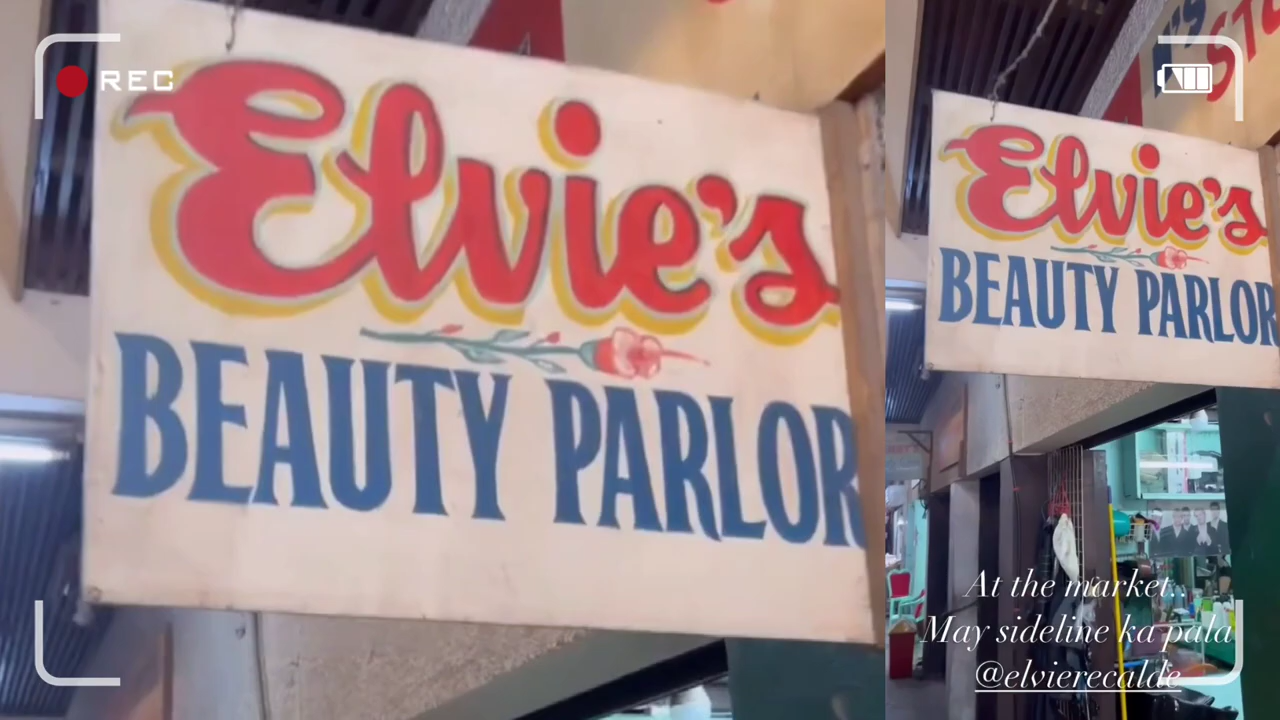 REC
Elvie's
BEAUTY PARLOR
Elvie's
BEAUTY PARLOR
At the market..
May sideline ka pala
@elvierecalde